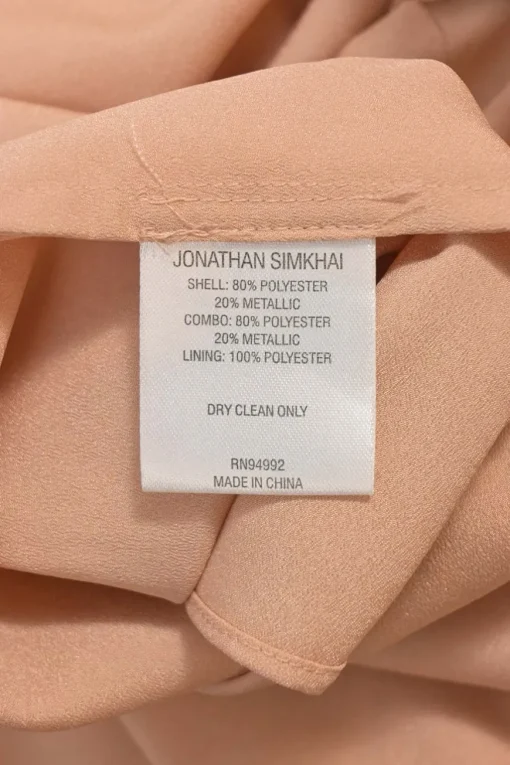 JONATHAN SIMKHAI
SHELL: 80% POLYESTER
20% METALLIC
COMBO: 80% POLYESTER
20% METALLIC
LINING: 100% POLYESTER
DRY CLEAN ONLY
RN94992
MADE IN CHINA